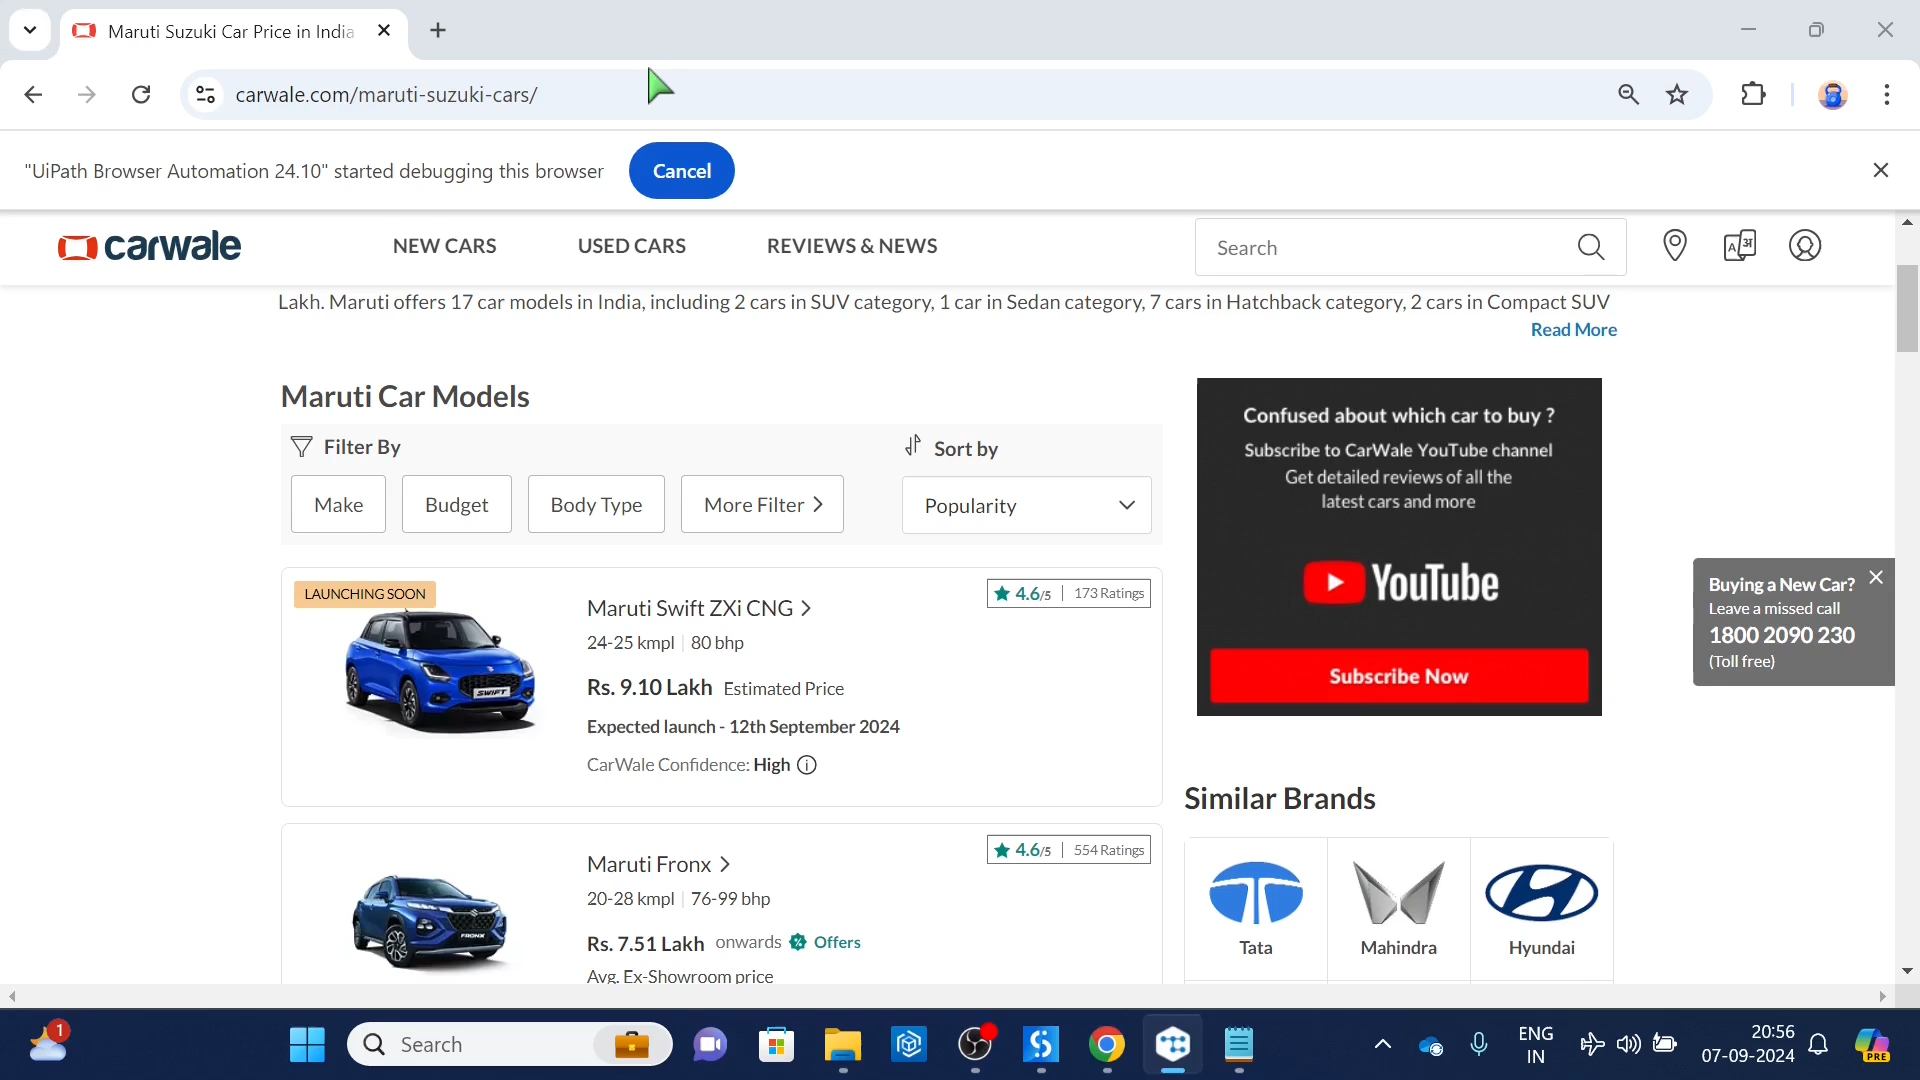 Maruti Suzuki Car Price in India
carwale.com/maruti-suzuki-cars/
"UiPath Browser Automation 24.10" started debugging this browser
Cancel
carwale
NEW CARS
USED CARS
REVIEWS & NEWS
Search
Lakh. Maruti offers 17 car models in India, including 2 cars in SUV category, 1 car in Sedan category, 7 cars in Hatchback category, 2 cars in Compact SUV
Read More
Maruti Car Models
Filter By
Sort by
Make
Budget
Body Type
More Filter
Popularity
LAUNCHING SOON
SWIFT
Maruti Swift ZXi CNG
4.6/5 | 173 Ratings
24-25 kmpl | 80 bhp
Rs. 9.10 Lakh Estimated Price
Expected launch - 12th September 2024
CarWale Confidence: High
FRONX
Maruti Fronx
4.6/5 | 554 Ratings
20-28 kmpl | 76-99 bhp
Rs. 7.51 Lakh onwards Offers
Avg. Ex-Showroom price
Confused about which car to buy ?
Subscribe to CarWale YouTube channel
Get detailed reviews of all the
latest cars and more
YouTube
Subscribe Now
Buying a New Car?
Leave a missed call
1800 2090 230
(Toll free)
Similar Brands
Tata
Mahindra
Hyundai
1
Search
ENG
IN
20:56
07-09-2024
PRE